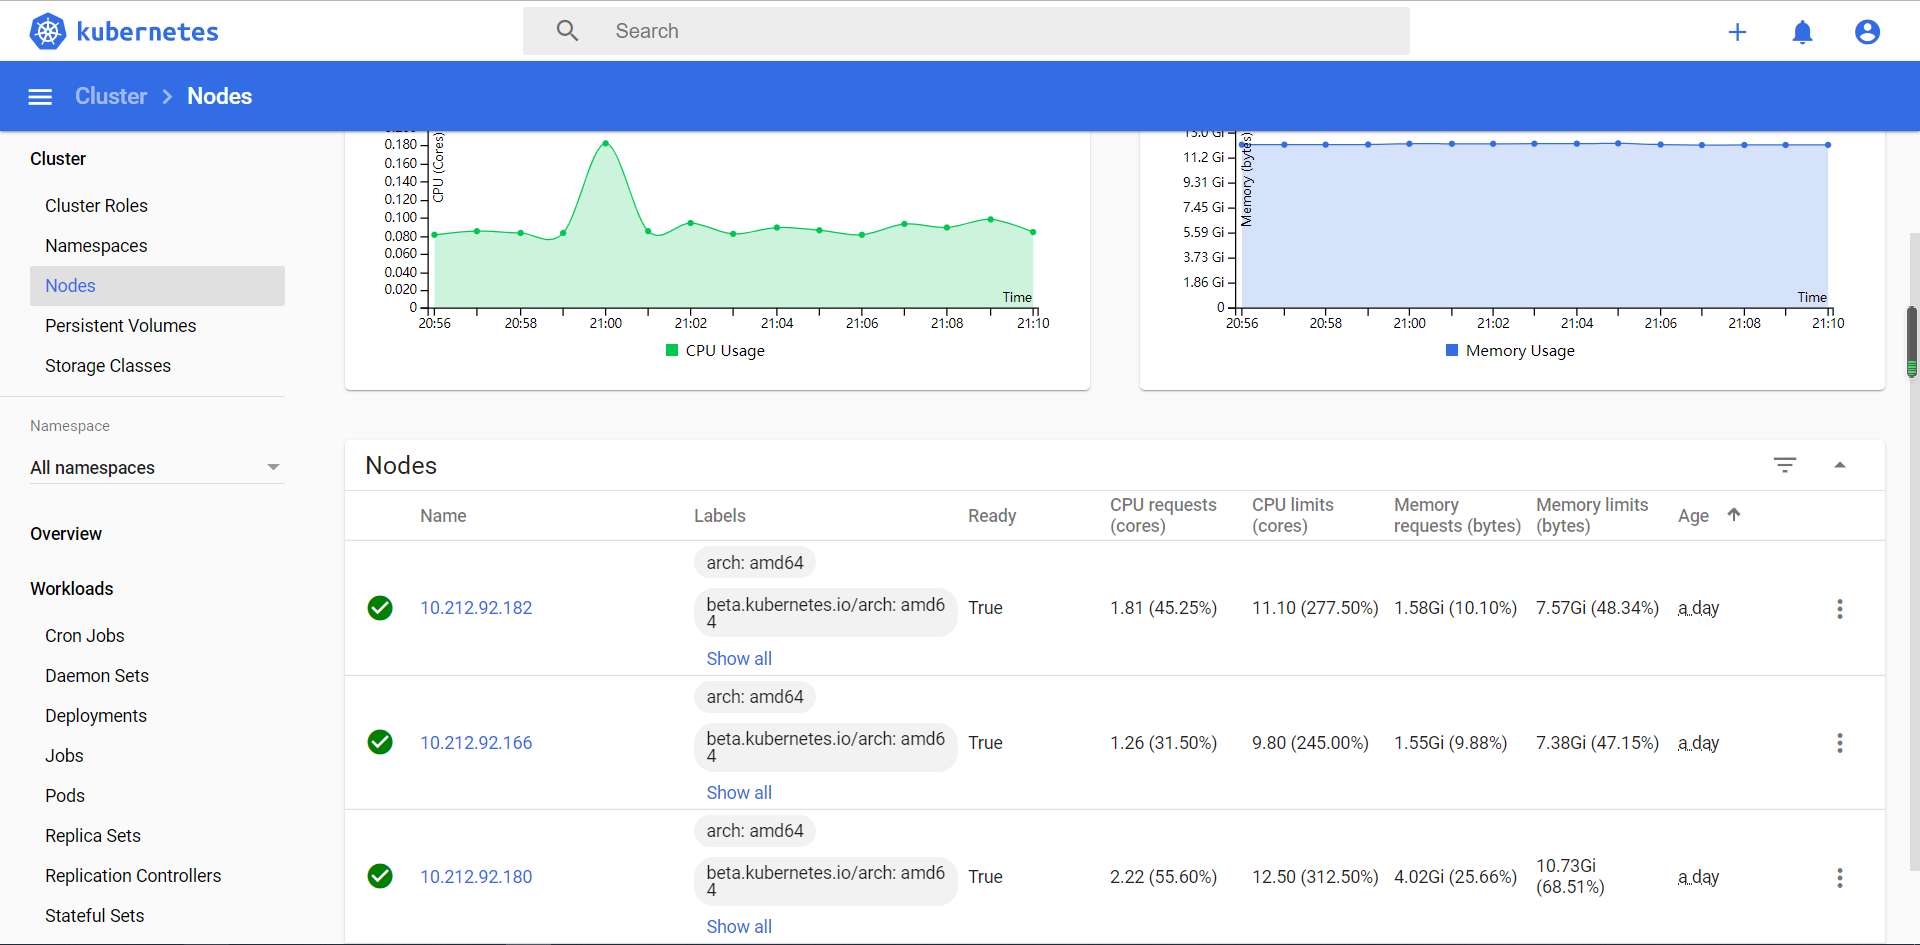 kubernetes
Search
Cluster
Nodes
Cluster
Cluster Roles
Namespaces
Nodes
Persistent Volumes
Storage Classes
Namespace
All namespaces
Overview
Workloads
Cron Jobs
Daemon Sets
Deployments
Jobs
Pods
Replica Sets
Replication Controllers
Stateful Sets
CPU (Cores)
0.180
0.160
0.140
0.120
0.100
0.080
0.060
0.040
0.020
0
Time
20:56 20:58 21:00 21:02 21:04 21:06 21:08 21:10
CPU Usage
Memory (bytes)
13.0 Gi
11.2 Gi
9.31 Gi
7.45 Gi
5.59 Gi
3.73 Gi
1.86 Gi
0
Time
20:56 20:58 21:00 21:02 21:04 21:06 21:08 21:10
Memory Usage
Nodes
Name
Labels
Ready
CPU requests
(cores)
CPU limits
(cores)
Memory
requests (bytes)
Memory limits
(bytes)
Age
10.212.92.182
arch: amd64
beta.kubernetes.io/arch: amd6
4
Show all
True
1.81 (45.25%)
11.10 (277.50%)
1.58Gi (10.10%)
7.57Gi (48.34%)
a day
10.212.92.166
arch: amd64
beta.kubernetes.io/arch: amd6
4
Show all
True
1.26 (31.50%)
9.80 (245.00%)
1.55Gi (9.88%)
7.38Gi (47.15%)
a day
10.212.92.180
arch: amd64
beta.kubernetes.io/arch: amd6
4
Show all
True
2.22 (55.60%)
12.50 (312.50%)
4.02Gi (25.66%)
10.73Gi
(68.51%)
a day